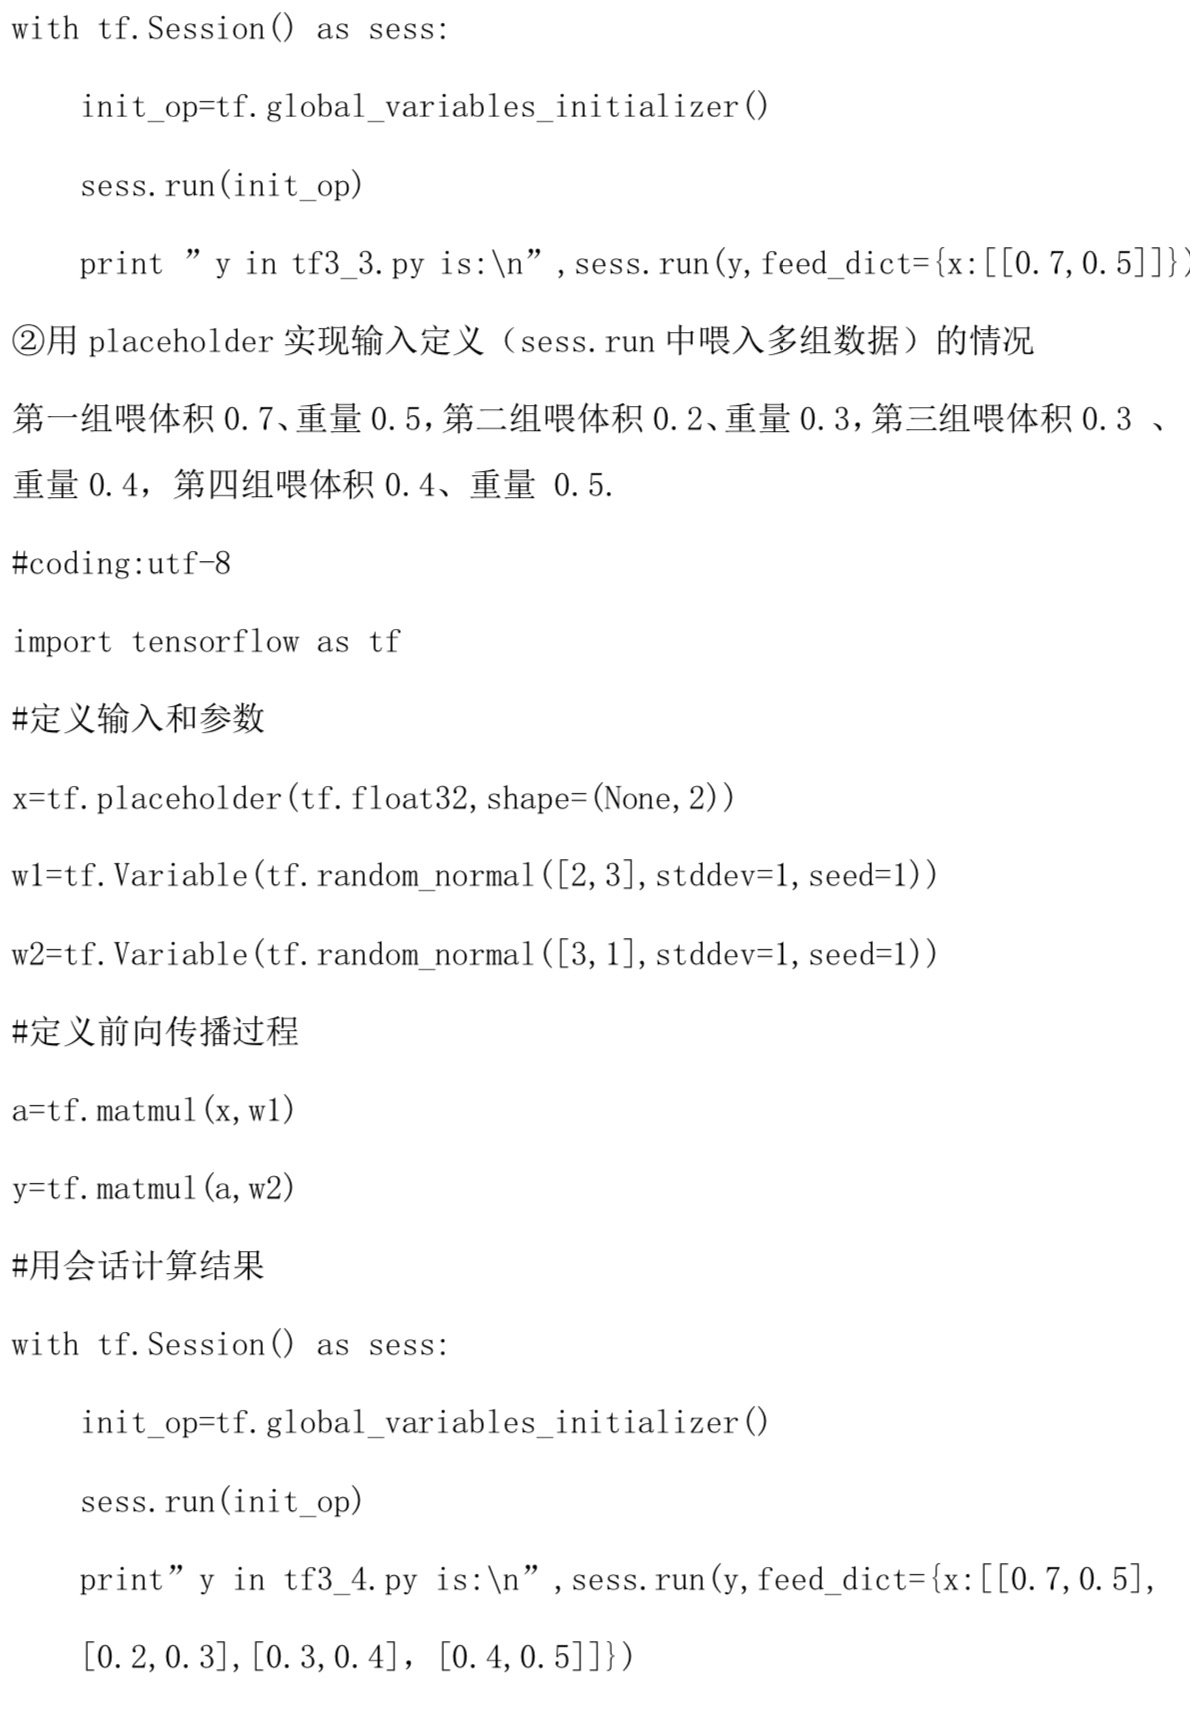 with tf.Session() as sess:
    init_op=tf.global_variables_initializer()
    sess.run(init_op)
    print ”y in tf3_3.py is:\n”,sess.run(y,feed_dict={x:[[0.7,0.5]]})
②用 placeholder 实现输入定义（sess.run 中喂入多组数据）的情况
第一组喂体积 0.7、重量 0.5，第二组喂体积 0.2、重量 0.3，第三组喂体积 0.3 、
重量 0.4，第四组喂体积 0.4、重量 0.5.
#coding:utf-8
import tensorflow as tf
#定义输入和参数
x=tf.placeholder(tf.float32,shape=(None,2))
w1=tf.Variable(tf.random_normal([2,3],stddev=1,seed=1))
w2=tf.Variable(tf.random_normal([3,1],stddev=1,seed=1))
#定义前向传播过程
a=tf.matmul(x,w1)
y=tf.matmul(a,w2)
#用会话计算结果
with tf.Session() as sess:
    init_op=tf.global_variables_initializer()
    sess.run(init_op)
    print”y in tf3_4.py is:\n”,sess.run(y,feed_dict={x:[[0.7,0.5],
    [0.2,0.3],[0.3,0.4]，[0.4,0.5]]})